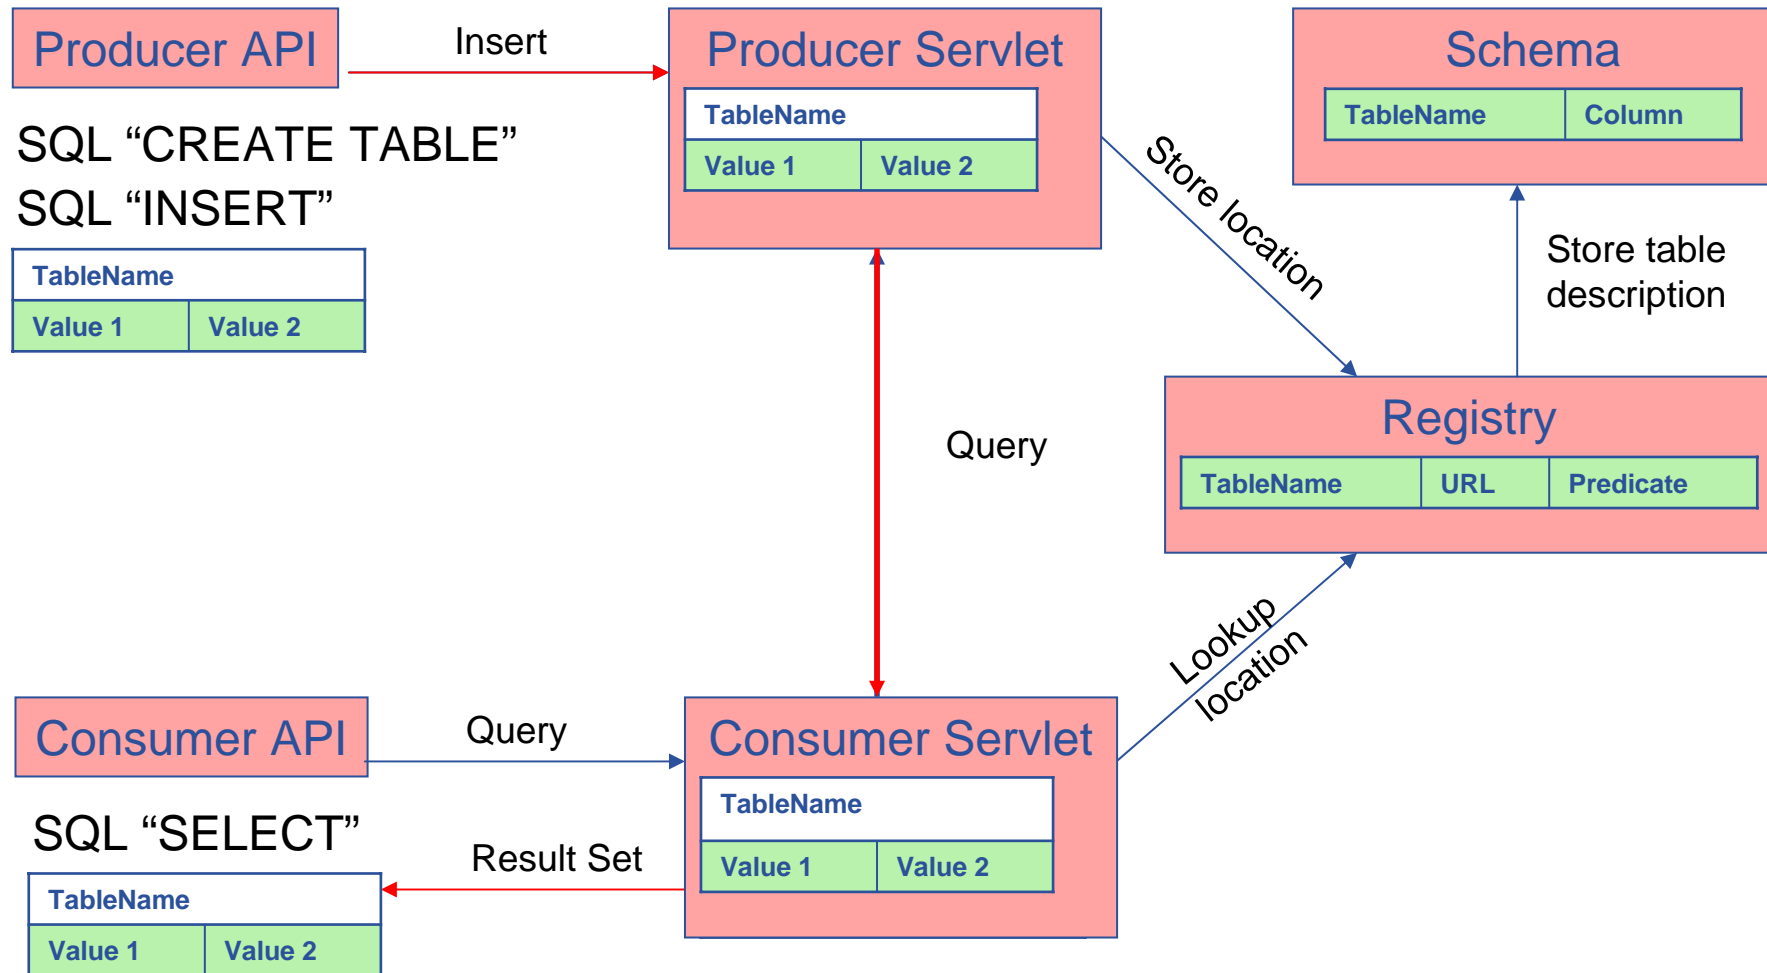 Producer API
Insert
Producer Servlet
TableName
Value 1 Value 2
Schema
TableName Column
SQL “CREATE TABLE”
SQL “INSERT”
TableName
Value 1 Value 2
Store location
Store table
description
Registry
TableName URL Predicate
Query
Lookup
location
Consumer API
Query
Consumer Servlet
TableName
Value 1 Value 2
SQL “SELECT”
Result Set
TableName
Value 1 Value 2